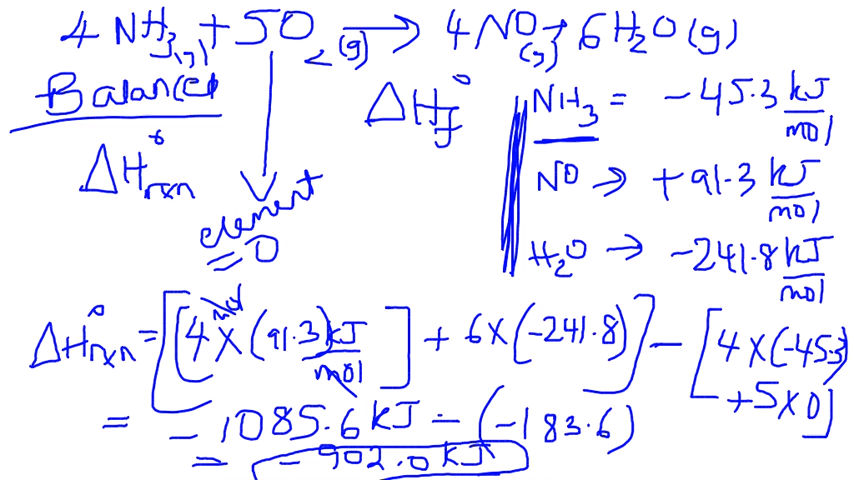 4 NH₃(g) + 5O₂(g) → 4NO(g) + 6H₂O(g)
Balanced
ΔH°rxn
element
= 0
ΔH°f
NH₃ = -45.3 kJ/mol
NO → +91.3 kJ/mol
H₂O → -241.8 kJ/mol
ΔH°rxn = [[4 mol × (91.3) kJ/mol] + 6 × (-241.8)] - [4 × (-45.3) + 5 × 0]
= -1085.6 kJ - (-183.6)
= -902.0 kJ